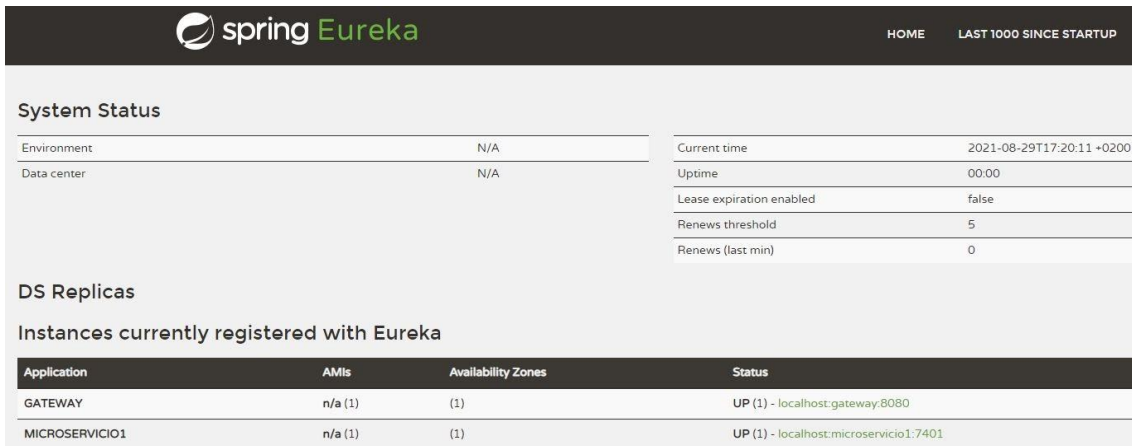 spring Eureka
HOME LAST 1000 SINCE STARTUP
System Status
Environment N/A
Data center N/A
Current time 2021-08-29T17:20:11 +0200
Uptime 00:00
Lease expiration enabled false
Renews threshold 5
Renews (last min) 0
DS Replicas
Instances currently registered with Eureka
Application AMIs Availability Zones Status
GATEWAY n/a (1) (1) UP (1) - localhost:gateway:8080
MICROSERVICIO1 n/a (1) (1) UP (1) - localhost:microservicio1:7401